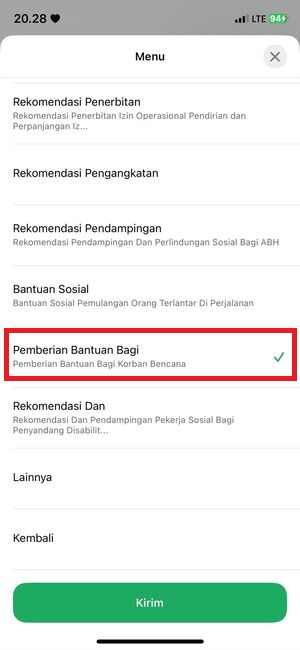 20.28
LTE 94
Menu
Rekomendasi Penerbitan
Rekomendasi Penerbitan Izin Operasional Pendirian dan
Perpanjangan Iz...
Rekomendasi Pengangkatan
Rekomendasi Pendampingan
Rekomendasi Pendampingan Dan Perlindungan Sosial Bagi ABH
Bantuan Sosial
Bantuan Sosial Pemulangan Orang Terlantar Di Perjalanan
Pemberian Bantuan Bagi
Pemberian Bantuan Bagi Korban Bencana
Rekomendasi Dan
Rekomendasi Dan Pendampingan Pekerja Sosial Bagi
Penyandang Disabilit...
Lainnya
Kembali
Kirim